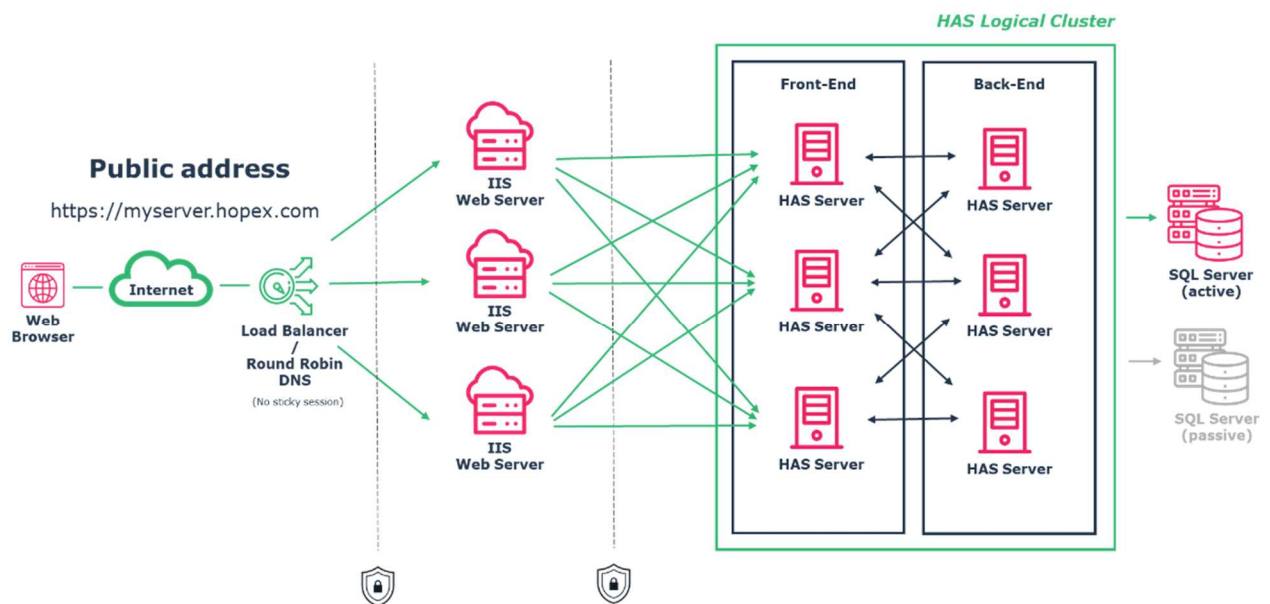 HAS Logical Cluster
Public address
https://myserver.hopex.com
Web
Browser
Internet
Load Balancer
/
Round Robin
DNS
(No sticky session)
IIS
Web Server
IIS
Web Server
IIS
Web Server
Front-End
HAS Server
HAS Server
HAS Server
Back-End
HAS Server
HAS Server
HAS Server
SQL Server
(active)
SQL Server
(passive)